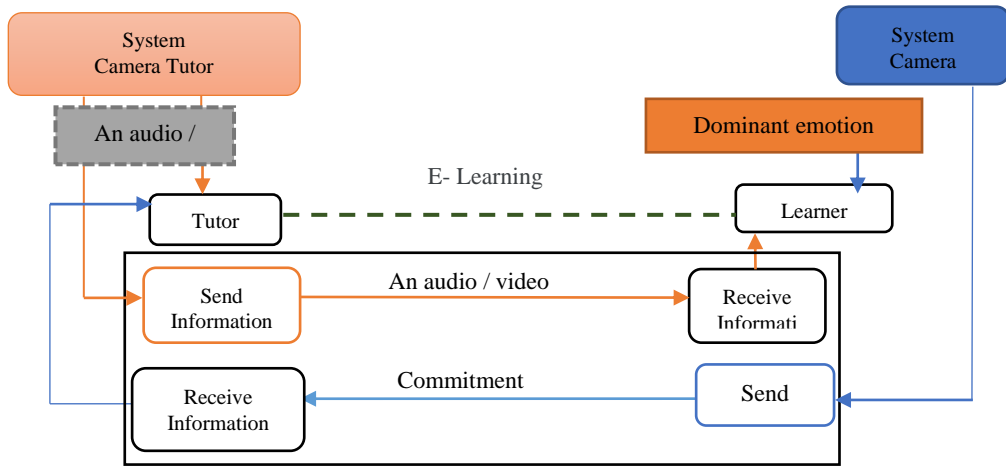 System
Camera Tutor
System
Camera
An audio /
Dominant emotion
E- Learning
Tutor
Learner
Send
Information
An audio / video
Receive
Informati
Receive
Information
Commitment
Send